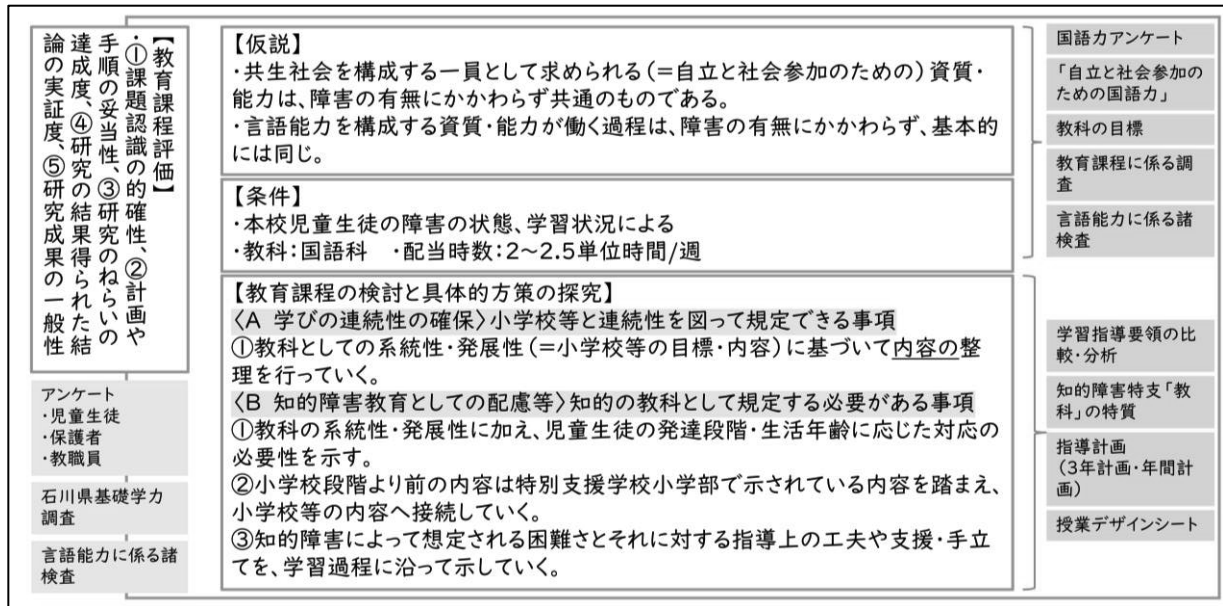 【教育課程評価】
・①課題認識の的確性、②計画や
手順の妥当性、③研究のねらいの
達成度、④研究の結果得られた結
論の実証度、⑤研究成果の一般性
アンケート
・児童生徒
・保護者
・教職員
石川県基礎学力
調査
言語能力に係る諸
検査
【仮説】
・共生社会を構成する一員として求められる(=自立と社会参加のための)資質・
能力は、障害の有無にかかわらず共通のものである。
・言語能力を構成する資質・能力が働く過程は、障害の有無にかかわらず、基本的
には同じ。
【条件】
・本校児童生徒の障害の状態、学習状況による
・教科:国語科 ・配当時数:2~2.5単位時間/週
【教育課程の検討と具体的方策の探究】
〈A 学びの連続性の確保〉小学校等と連続性を図って規定できる事項
①教科としての系統性・発展性(=小学校等の目標・内容)に基づいて内容の整
理を行っていく。
〈B 知的障害教育としての配慮等〉知的の教科として規定する必要がある事項
①教科の系統性・発展性に加え、児童生徒の発達段階・生活年齢に応じた対応の
必要性を示す。
②小学校段階より前の内容は特別支援学校小学部で示されている内容を踏まえ、
小学校等の内容へ接続していく。
③知的障害によって想定される困難さとそれに対する指導上の工夫や支援・手立
てを、学習過程に沿って示していく。
国語力アンケート
「自立と社会参加の
ための国語力」
教科の目標
教育課程に係る調
査
言語能力に係る諸
検査
学習指導要領の比
較・分析
知的障害特支「教
科」の特質
指導計画
(3年計画・年間計
画)
授業デザインシート